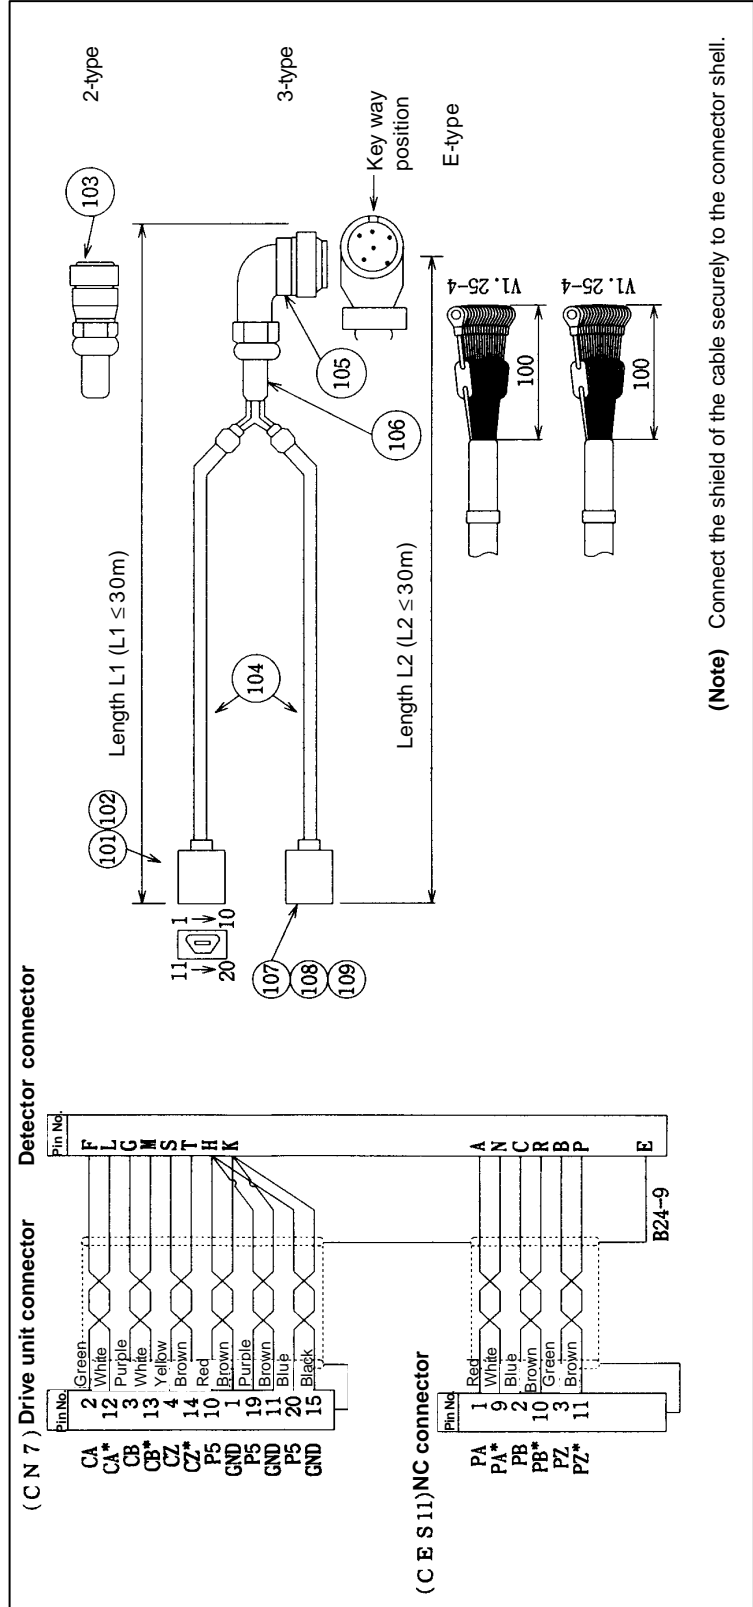 (CN7) Drive unit connector
Detector connector
Pin No.
Pin No.
CA 2 Green F
CA* 12 White L
CB 3 Purple G
CB* 13 White M
CZ 4 Yellow S
CZ* 14 Brown T
P5 10 Red H
GND 1 Brown K
P5 19 Purple
GND 11 Brown
P5 20 Blue
GND 15 Black
(CES11) NC connector
Pin No.
PA 1 Red A
PA* 9 White N
PB 2 Blue C
PB* 10 Brown R
PZ 3 Green B
PZ* 11 Brown P
E
B24-9
2-type
103
Length L1 (L1 ≤ 30m)
101 102
1 → 10
11 → 20
104
105
106
3-type
Key way
position
107 108 109
Length L2 (L2 ≤ 30m)
E-type
V1.25-4
100
V1.25-4
100
(Note) Connect the shield of the cable securely to the connector shell.